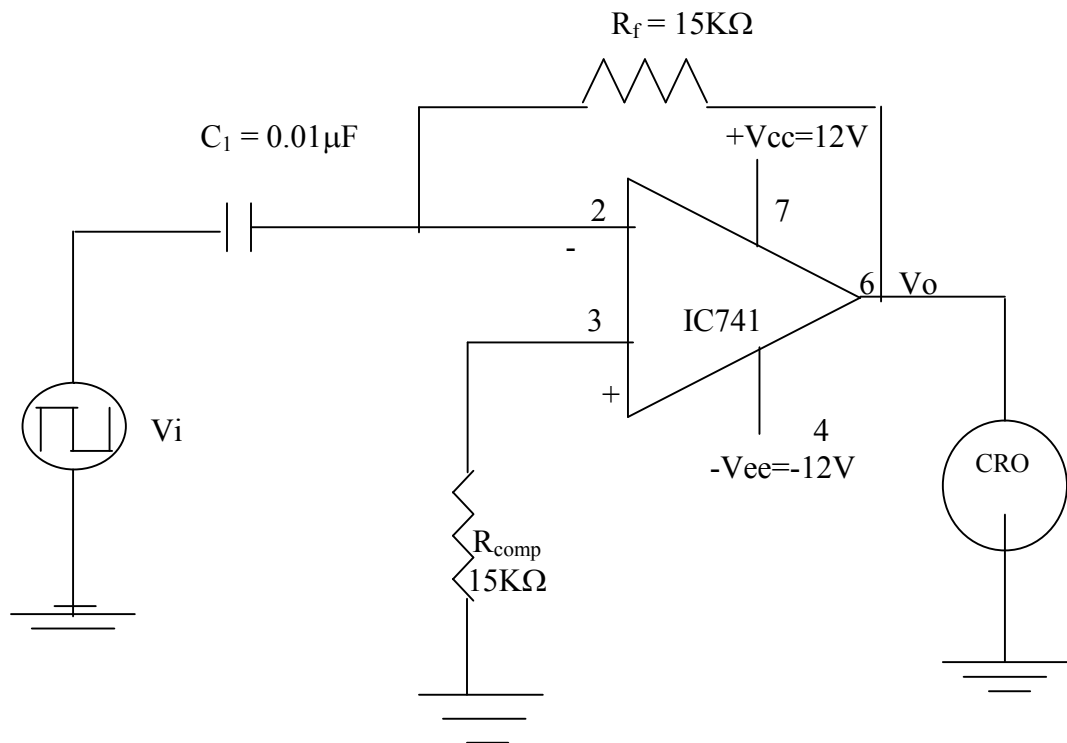 R_f = 15KΩ
C_1 = 0.01μF
+Vcc=12V
2
7
-
6 Vo
3
IC741
+
Vi
4
-Vee=-12V
CRO
R_comp
15KΩ